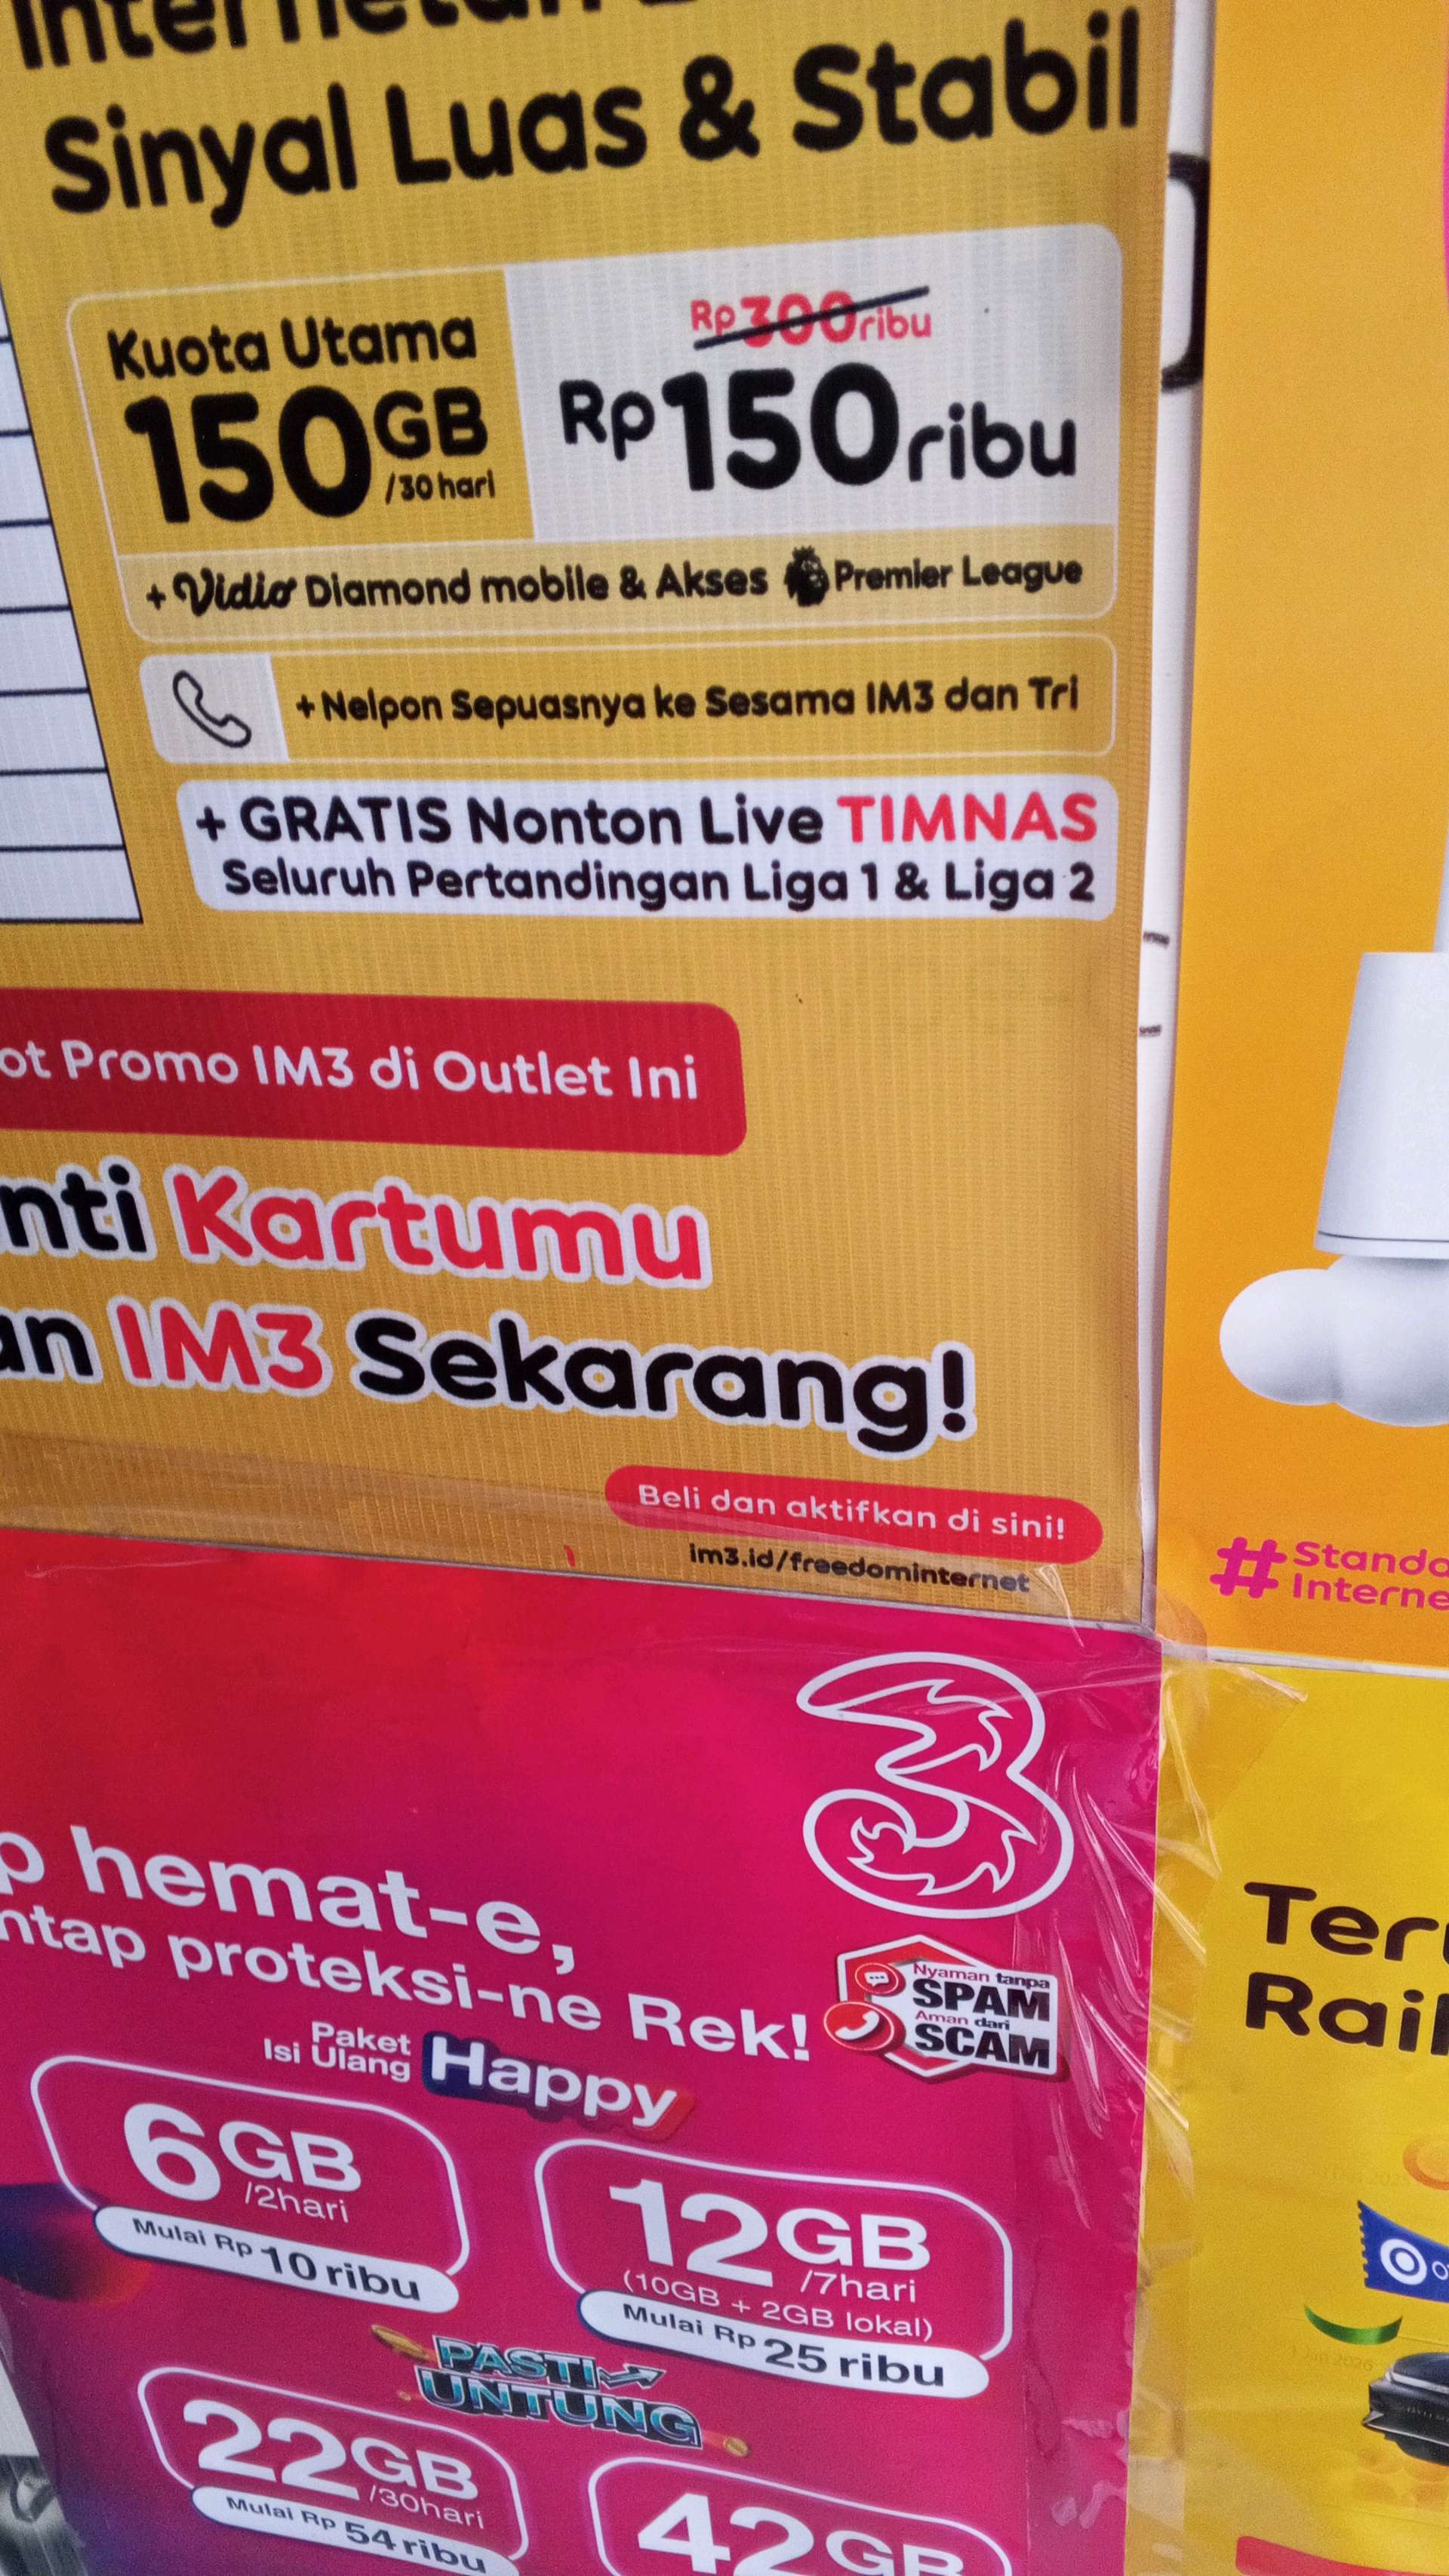 Sinyal Luas & Stabil
Kuota Utama
150GB
/30 hari
Rp300ribu
Rp150ribu
+ Vidio Diamond mobile & Akses Premier League
+ Nelpon Sepuasnya ke Sesama IM3 dan Tri
+ GRATIS Nonton Live TIMNAS
Seluruh Pertandingan Liga 1 & Liga 2
Promo IM3 di Outlet Ini
Kartumu
IM3 Sekarang!
Beli dan aktifkan di sini!
im3.id/freedominternet
3
hemat-e,
proteksi-ne Rek!
Nyaman tanpa
SPAM
Aman dari
SCAM
Paket
Isi Ulang
Happy
6GB
/2hari
Mulai Rp 10 ribu
12GB
/7hari
(10GB + 2GB lokal)
Mulai Rp 25 ribu
PASTI
UNTUNG
22GB
/30hari
Mulai Rp 54 ribu
42GB